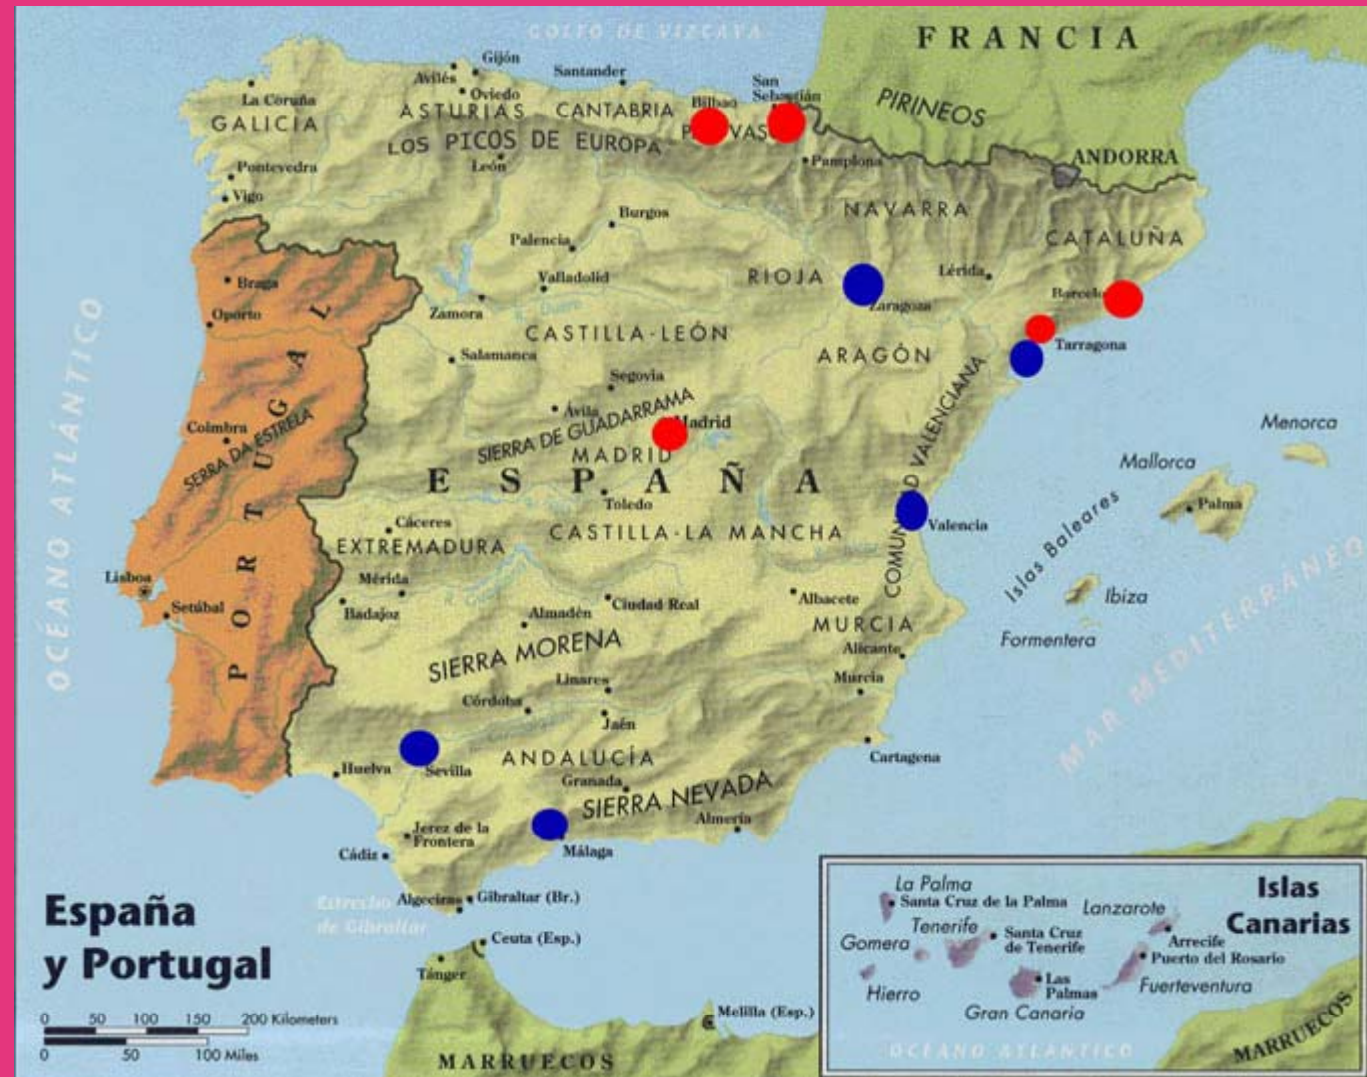 GOLFO DE VIZCAYA
FRANCIA
Gijón
Avilés
Oviedo
Santander
San
Sebastián
La Coruña
GALICIA
ASTURIAS
CANTABRIA
Bilbao
PIRINEOS
LOS PICOS DE EUROPA
León
Pamplona
ANDORRA
Pontevedra
Vigo
Burgos
NAVARRA
CATALUÑA
Palencia
Valladolid
RIOJA
Lérida
Braga
Zamora
Zaragoza
Oporto
CASTILLA-LEÓN
ARAGÓN
Tarragona
Salamanca
Segovia
Ávila
SIERRA DE GUADARRAMA
Madrid
MADRID
Coimbra
SERRA DA ESTRELA
PORTUGAL
OCÉANO ATLÁNTICO
ESPAÑA
Toledo
Valencia
Menorca
Mallorca
Palma
Islas Baleares
Cáceres
EXTREMADURA
CASTILLA-LA MANCHA
VALENCIANA
Mérida
Badajoz
Lisboa
Setúbal
Almadén
Ciudad Real
Albacete
MURCIA
Ibiza
Formentera
MAR MEDITERRÁNEO
SIERRA MORENA
Alicante
Linares
Murcia
Córdoba
Jaén
Cartagena
ANDALUCÍA
Huelva
Sevilla
Granada
SIERRA NEVADA
Almería
Jerez de la
Frontera
Cádiz
Málaga
Algeciras
Gibraltar (Br.)
Estrecho
de Gibraltar
Ceuta (Esp.)
Tánger
Melilla (Esp.)
MARRUECOS
España
y Portugal
0 50 100 150 200 Kilometers
0 50 100 Miles
Islas
Canarias
La Palma
Santa Cruz de la Palma
Lanzarote
Tenerife
Santa Cruz
de Tenerife
Arrecife
Gomera
Puerto del Rosario
Hierro
Las
Palmas
Fuerteventura
Gran Canaria
OCÉANO ATLÁNTICO
MARRUECOS